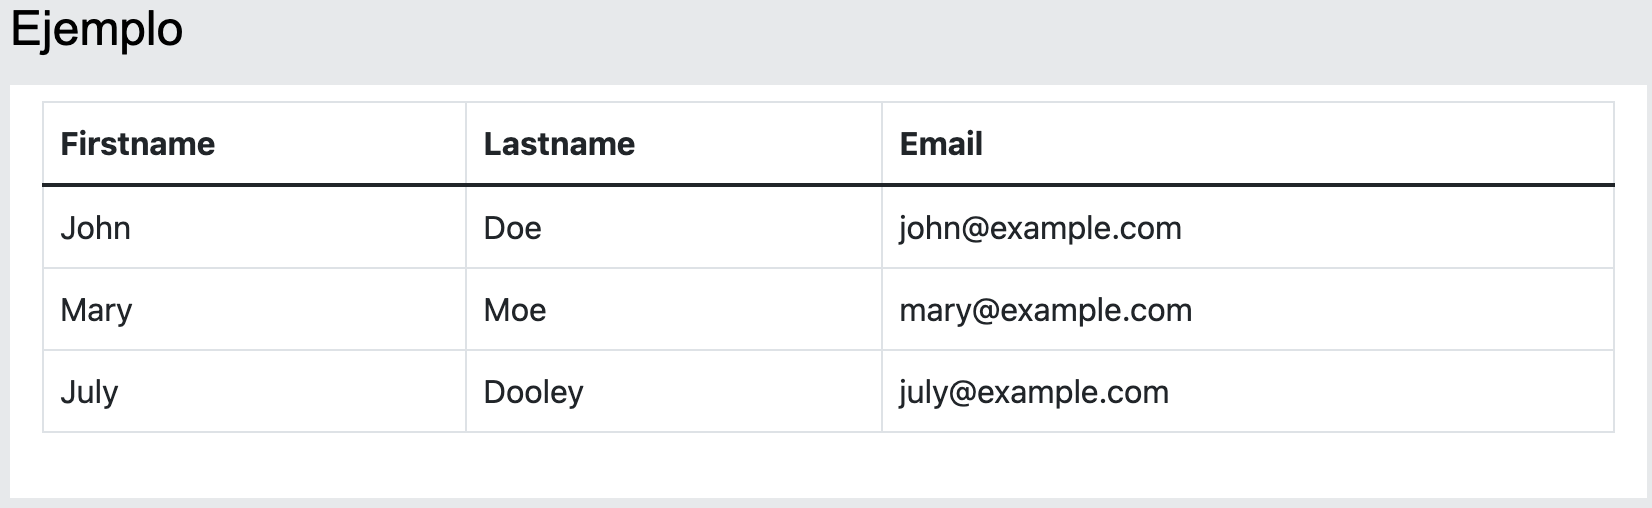 Ejemplo
Firstname Lastname Email
John Doe john@example.com
Mary Moe mary@example.com
July Dooley july@example.com